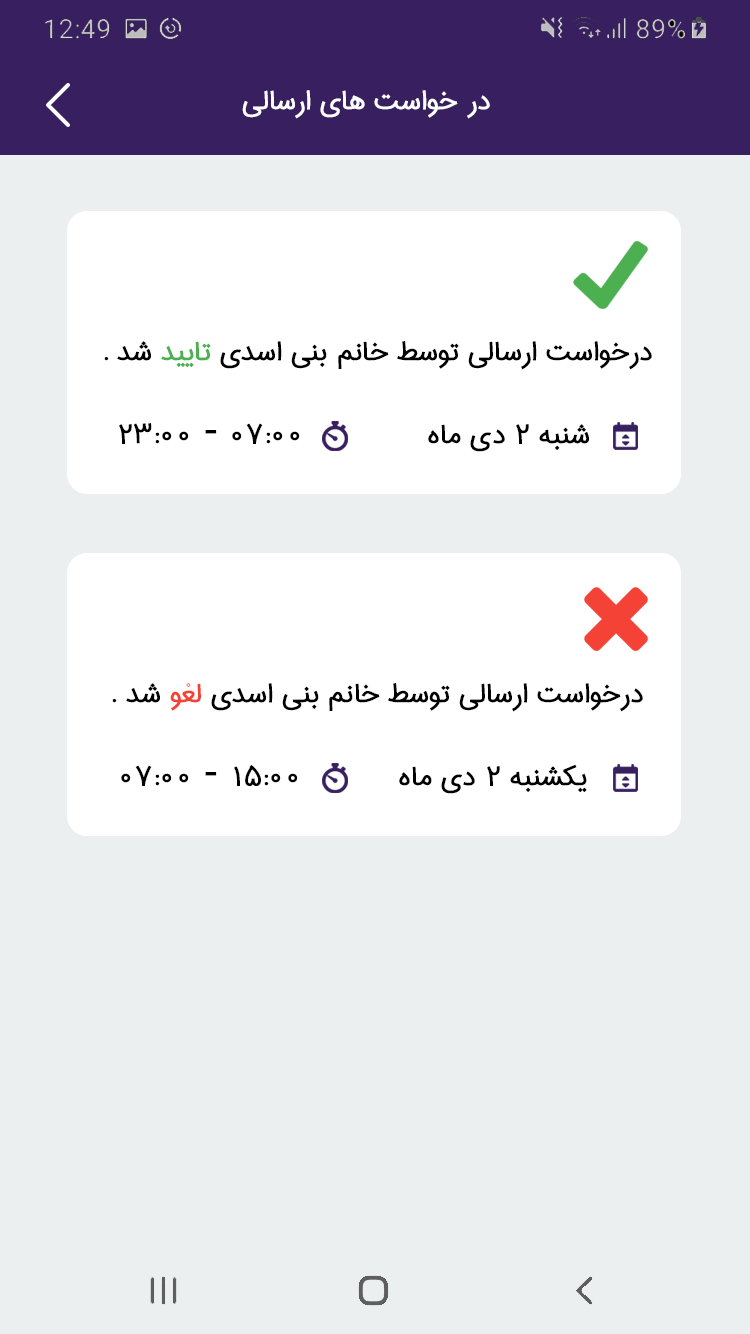 12:49 89%
در خواست های ارسالی
درخواست ارسالی توسط خانم بنی اسدی تایید شد .
شنبه ۲ دی ماه ۰۷:۰۰ - ۲۳:۰۰
درخواست ارسالی توسط خانم بنی اسدی لغو شد .
یکشنبه ۲ دی ماه ۱۵:۰۰ - ۰۷:۰۰